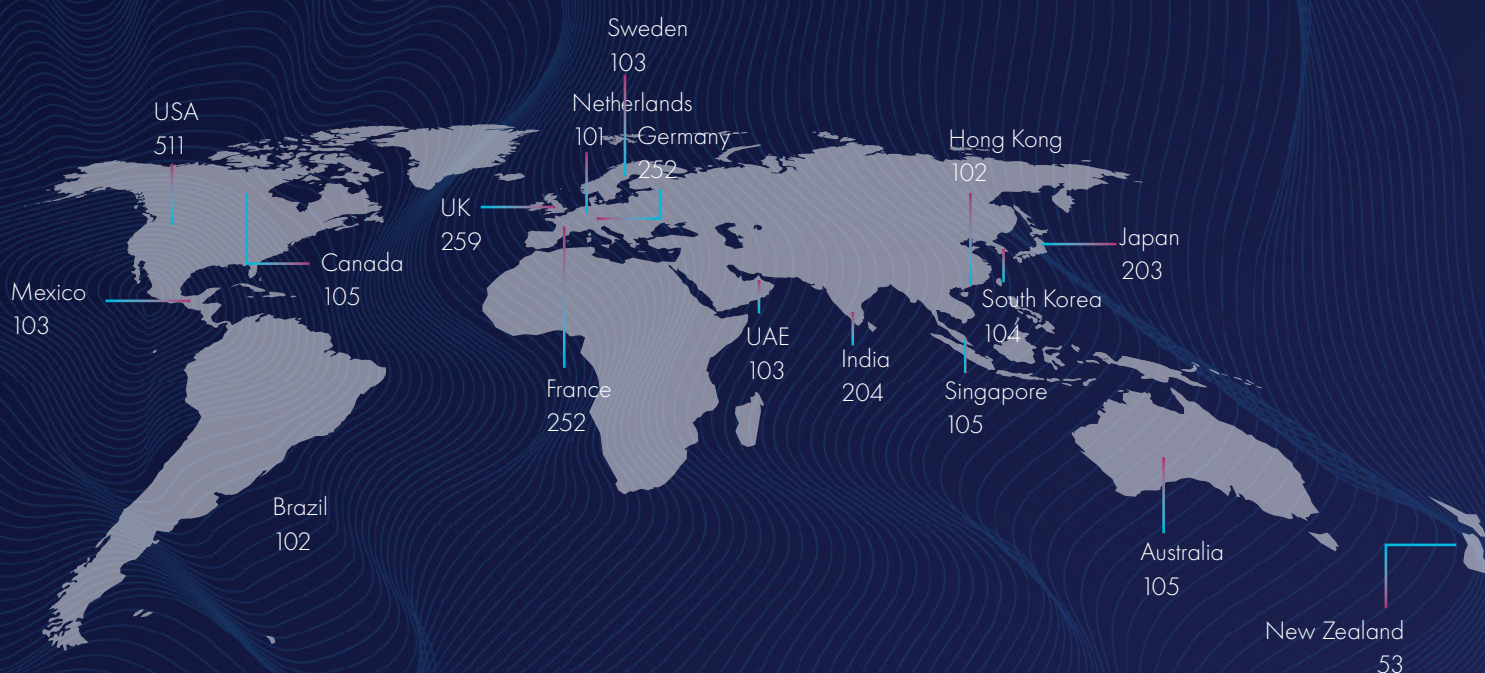 Sweden
103
Netherlands
101
Germany
252
USA
511
Hong Kong
102
UK
259
Japan
203
Canada
105
Mexico
103
South Korea
104
UAE
103
India
204
France
252
Singapore
105
Brazil
102
Australia
105
New Zealand
53